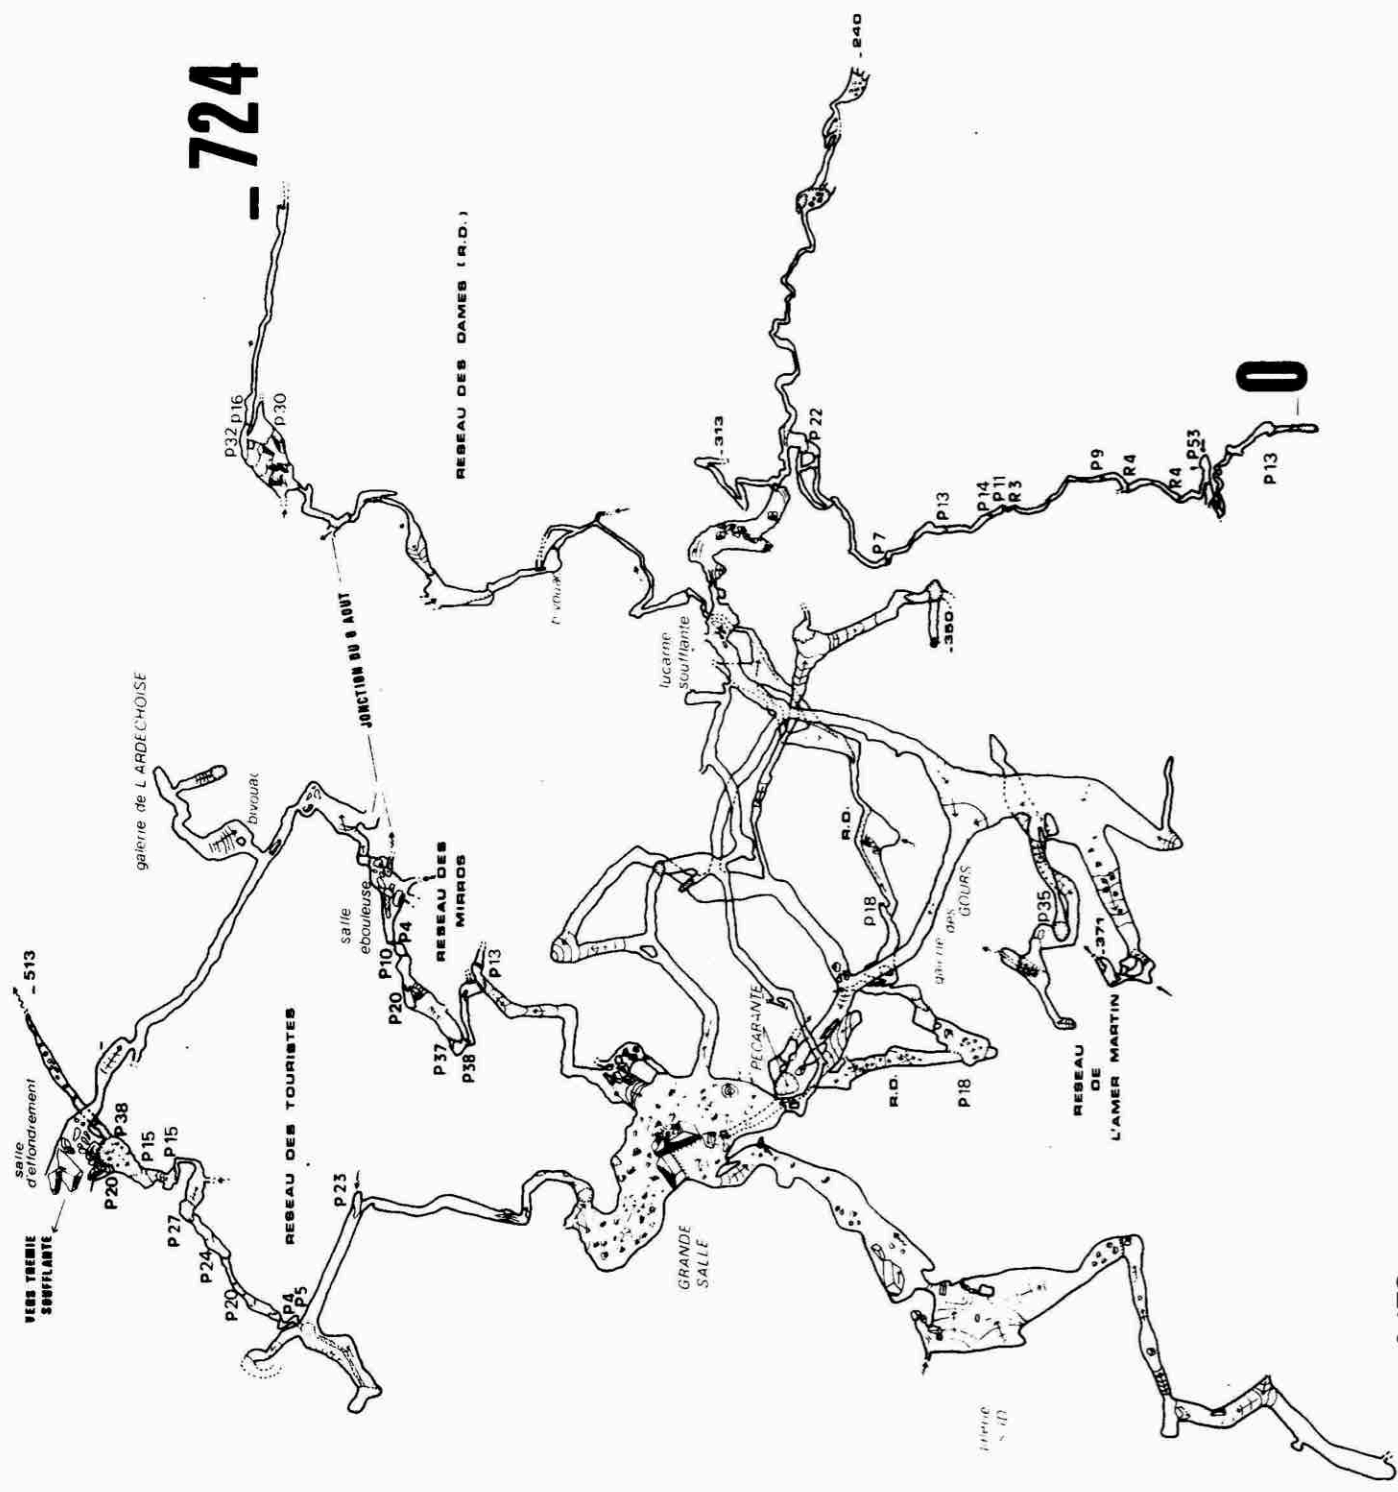 - 724
- 240
P32 P16
P30
RESEAU DES DAMES (R.D.)
- 313
P22
0
P53
P13
R4
R4
P9
P14
P11
R3
P13
P7
- 350
lucarne
soufflante
JONCTION DU 8 AOUT
galerie de L'ARDECHOISE
bivouac
salle
ebouleuse
P4
P10
P20
RESEAU DES
MIRROS
P13
P37
P38
- 513
salle
d'effondrement
VERS TREMIE
SOUFFLANTE
P38
P15
P15
P20
P27
P24
P20
P4
P5
P23
RESEAU DES TOURISTES
GRANDE
SALLE
PECARANTE
R.D.
P18
R.D.
P18
des
GOURS
P35
- 371
RESEAU
DE
L'AMER MARTIN